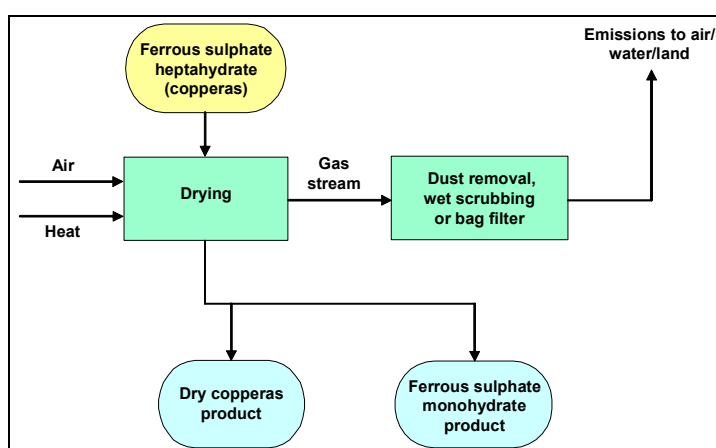 Emissions to air/
water/land
Ferrous sulphate
heptahydrate
(copperas)
Air
Heat
Drying
Gas
stream
Dust removal,
wet scrubbing
or bag filter
Dry copperas
product
Ferrous sulphate
monohydrate
product